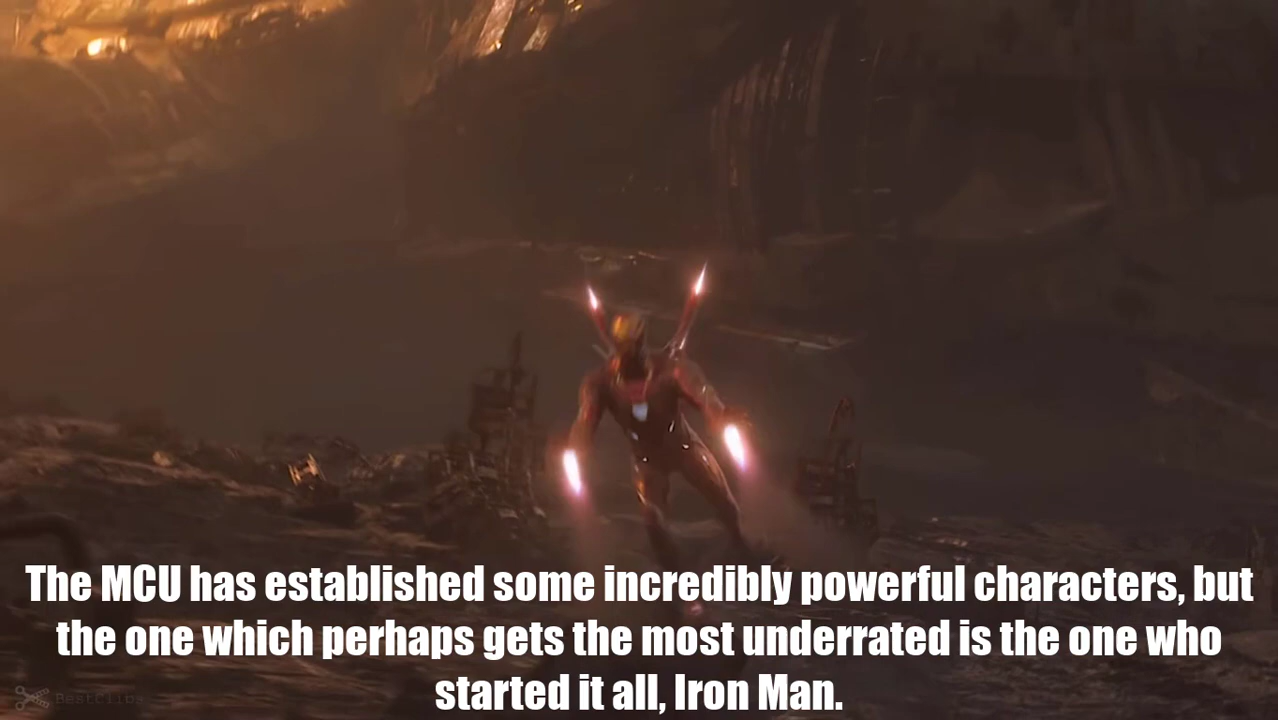 The MCU has established some incredibly powerful characters, but
the one which perhaps gets the most underrated is the one who
started it all, Iron Man.
BestClips